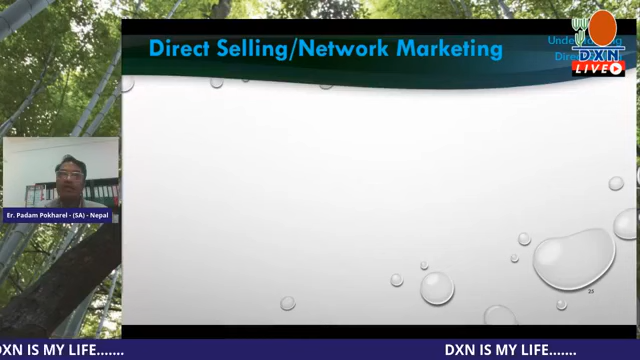 Direct Selling/Network Marketing
DXN
LIVE
Er. Padam Pokharel - (SA) - Nepal
23
DXN IS MY LIFE.......
DXN IS MY LIFE.......